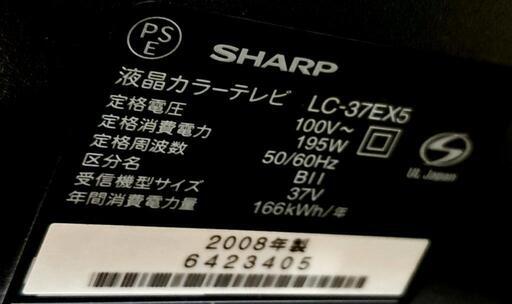 PS
E
SHARP
液晶カラーテレビ LC-37EX5
定格電圧 100V~
定格消費電力 195W
定格周波数 50/60Hz
区分名 BII
受信機型サイズ 37V
年間消費電力量 166kWh/年
S
UL Japan
2008年製
6423405